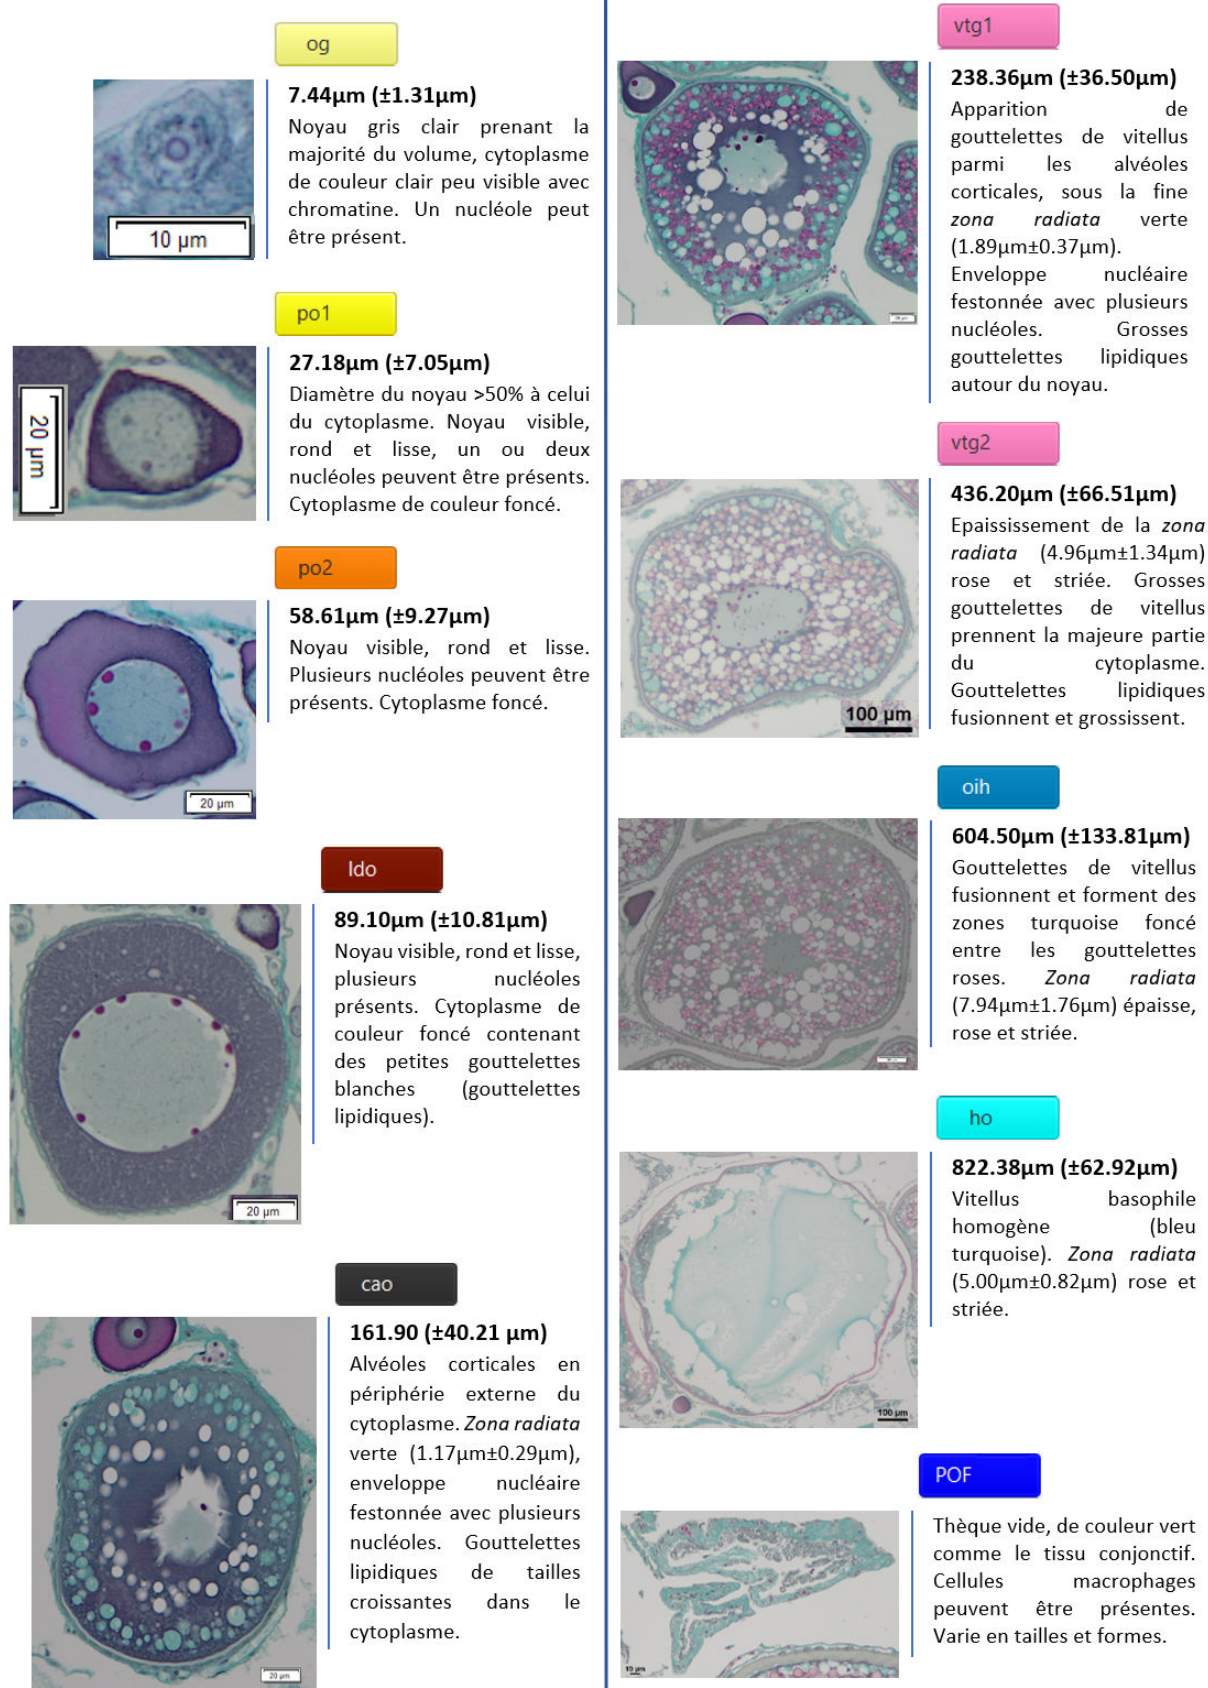 og
7.44µm (±1.31µm)
Noyau gris clair prenant la
majorité du volume, cytoplasme
de couleur clair peu visible avec
chromatine. Un nucléole peut
être présent.
10 µm
po1
27.18µm (±7.05µm)
Diamètre du noyau >50% à celui
du cytoplasme. Noyau visible,
rond et lisse, un ou deux
nucléoles peuvent être présents.
Cytoplasme de couleur foncé.
20 µm
po2
58.61µm (±9.27µm)
Noyau visible, rond et lisse.
Plusieurs nucléoles peuvent être
présents. Cytoplasme foncé.
20 µm
ldo
89.10µm (±10.81µm)
Noyau visible, rond et lisse,
plusieurs nucléoles
présents. Cytoplasme de
couleur foncé contenant
des petites gouttelettes
blanches (gouttelettes
lipidiques).
20 µm
cao
161.90 (±40.21 µm)
Alvéoles corticales en
périphérie externe du
cytoplasme. Zona radiata
verte (1.17µm±0.29µm),
enveloppe nucléaire
festonnée avec plusieurs
nucléoles. Gouttelettes
lipidiques de tailles
croissantes dans le
cytoplasme.
20 µm
vtg1
238.36µm (±36.50µm)
Apparition de
gouttelettes de vitellus
parmi les alvéoles
corticales, sous la fine
zona radiata verte
(1.89µm±0.37µm).
Enveloppe nucléaire
festonnée avec plusieurs
nucléoles. Grosses
gouttelettes lipidiques
autour du noyau.
vtg2
436.20µm (±66.51µm)
Epaississement de la zona
radiata (4.96µm±1.34µm)
rose et striée. Grosses
gouttelettes de vitellus
prennent la majeure partie
du cytoplasme.
Gouttelettes lipidiques
fusionnent et grossissent.
100 µm
oih
604.50µm (±133.81µm)
Gouttelettes de vitellus
fusionnent et forment des
zones turquoise foncé
entre les gouttelettes
roses. Zona radiata
(7.94µm±1.76µm) épaisse,
rose et striée.
ho
822.38µm (±62.92µm)
Vitellus basophile
homogène (bleu
turquoise). Zona radiata
(5.00µm±0.82µm) rose et
striée.
100 µm
POF
Thèque vide, de couleur vert
comme le tissu conjonctif.
Cellules macrophages
peuvent être présentes.
Varie en tailles et formes.
10 µm